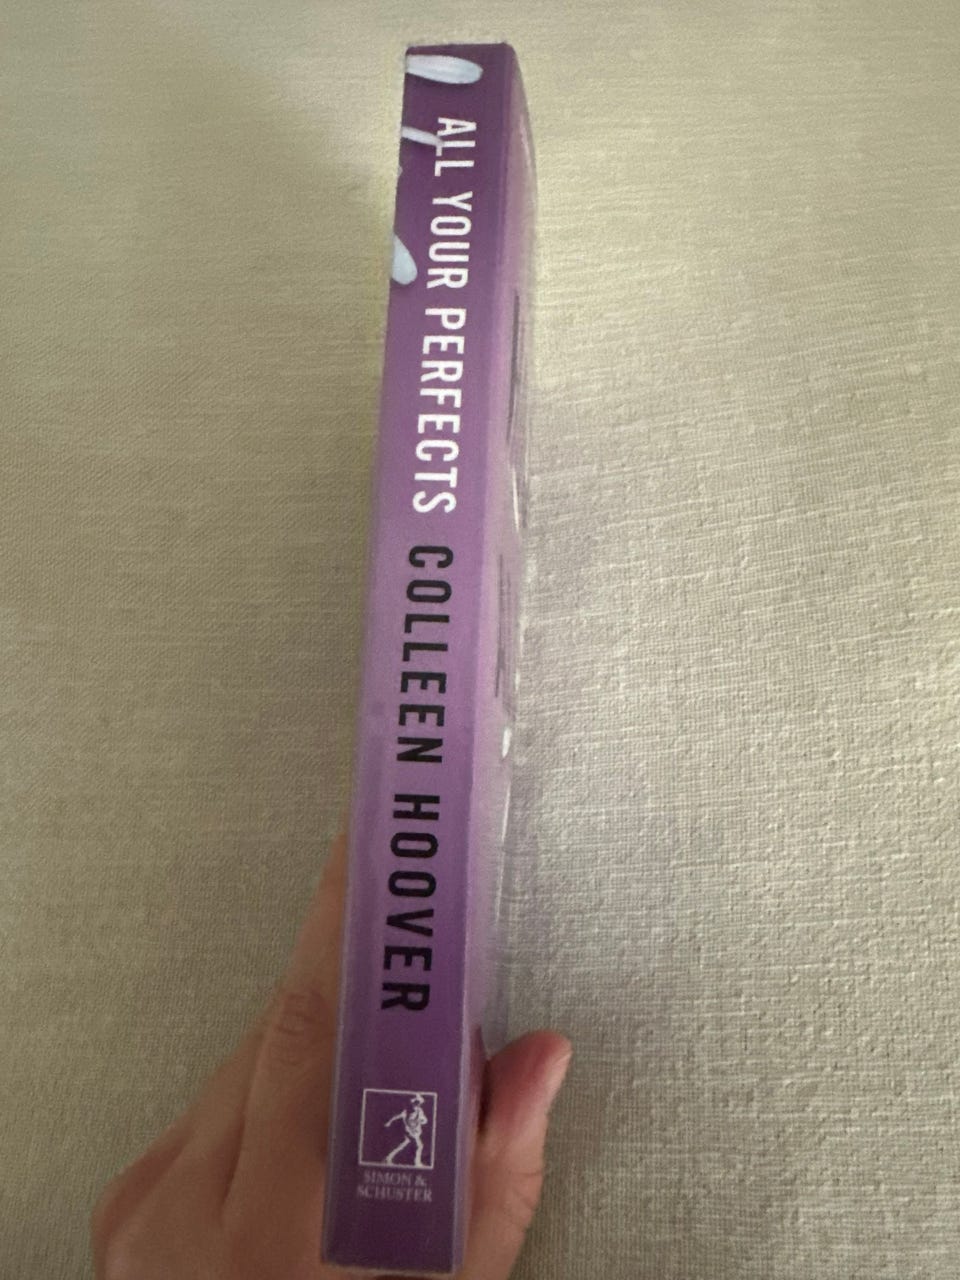 ALL YOUR PERFECTS COLLEEN HOOVER
SIMON &
SCHUSTER